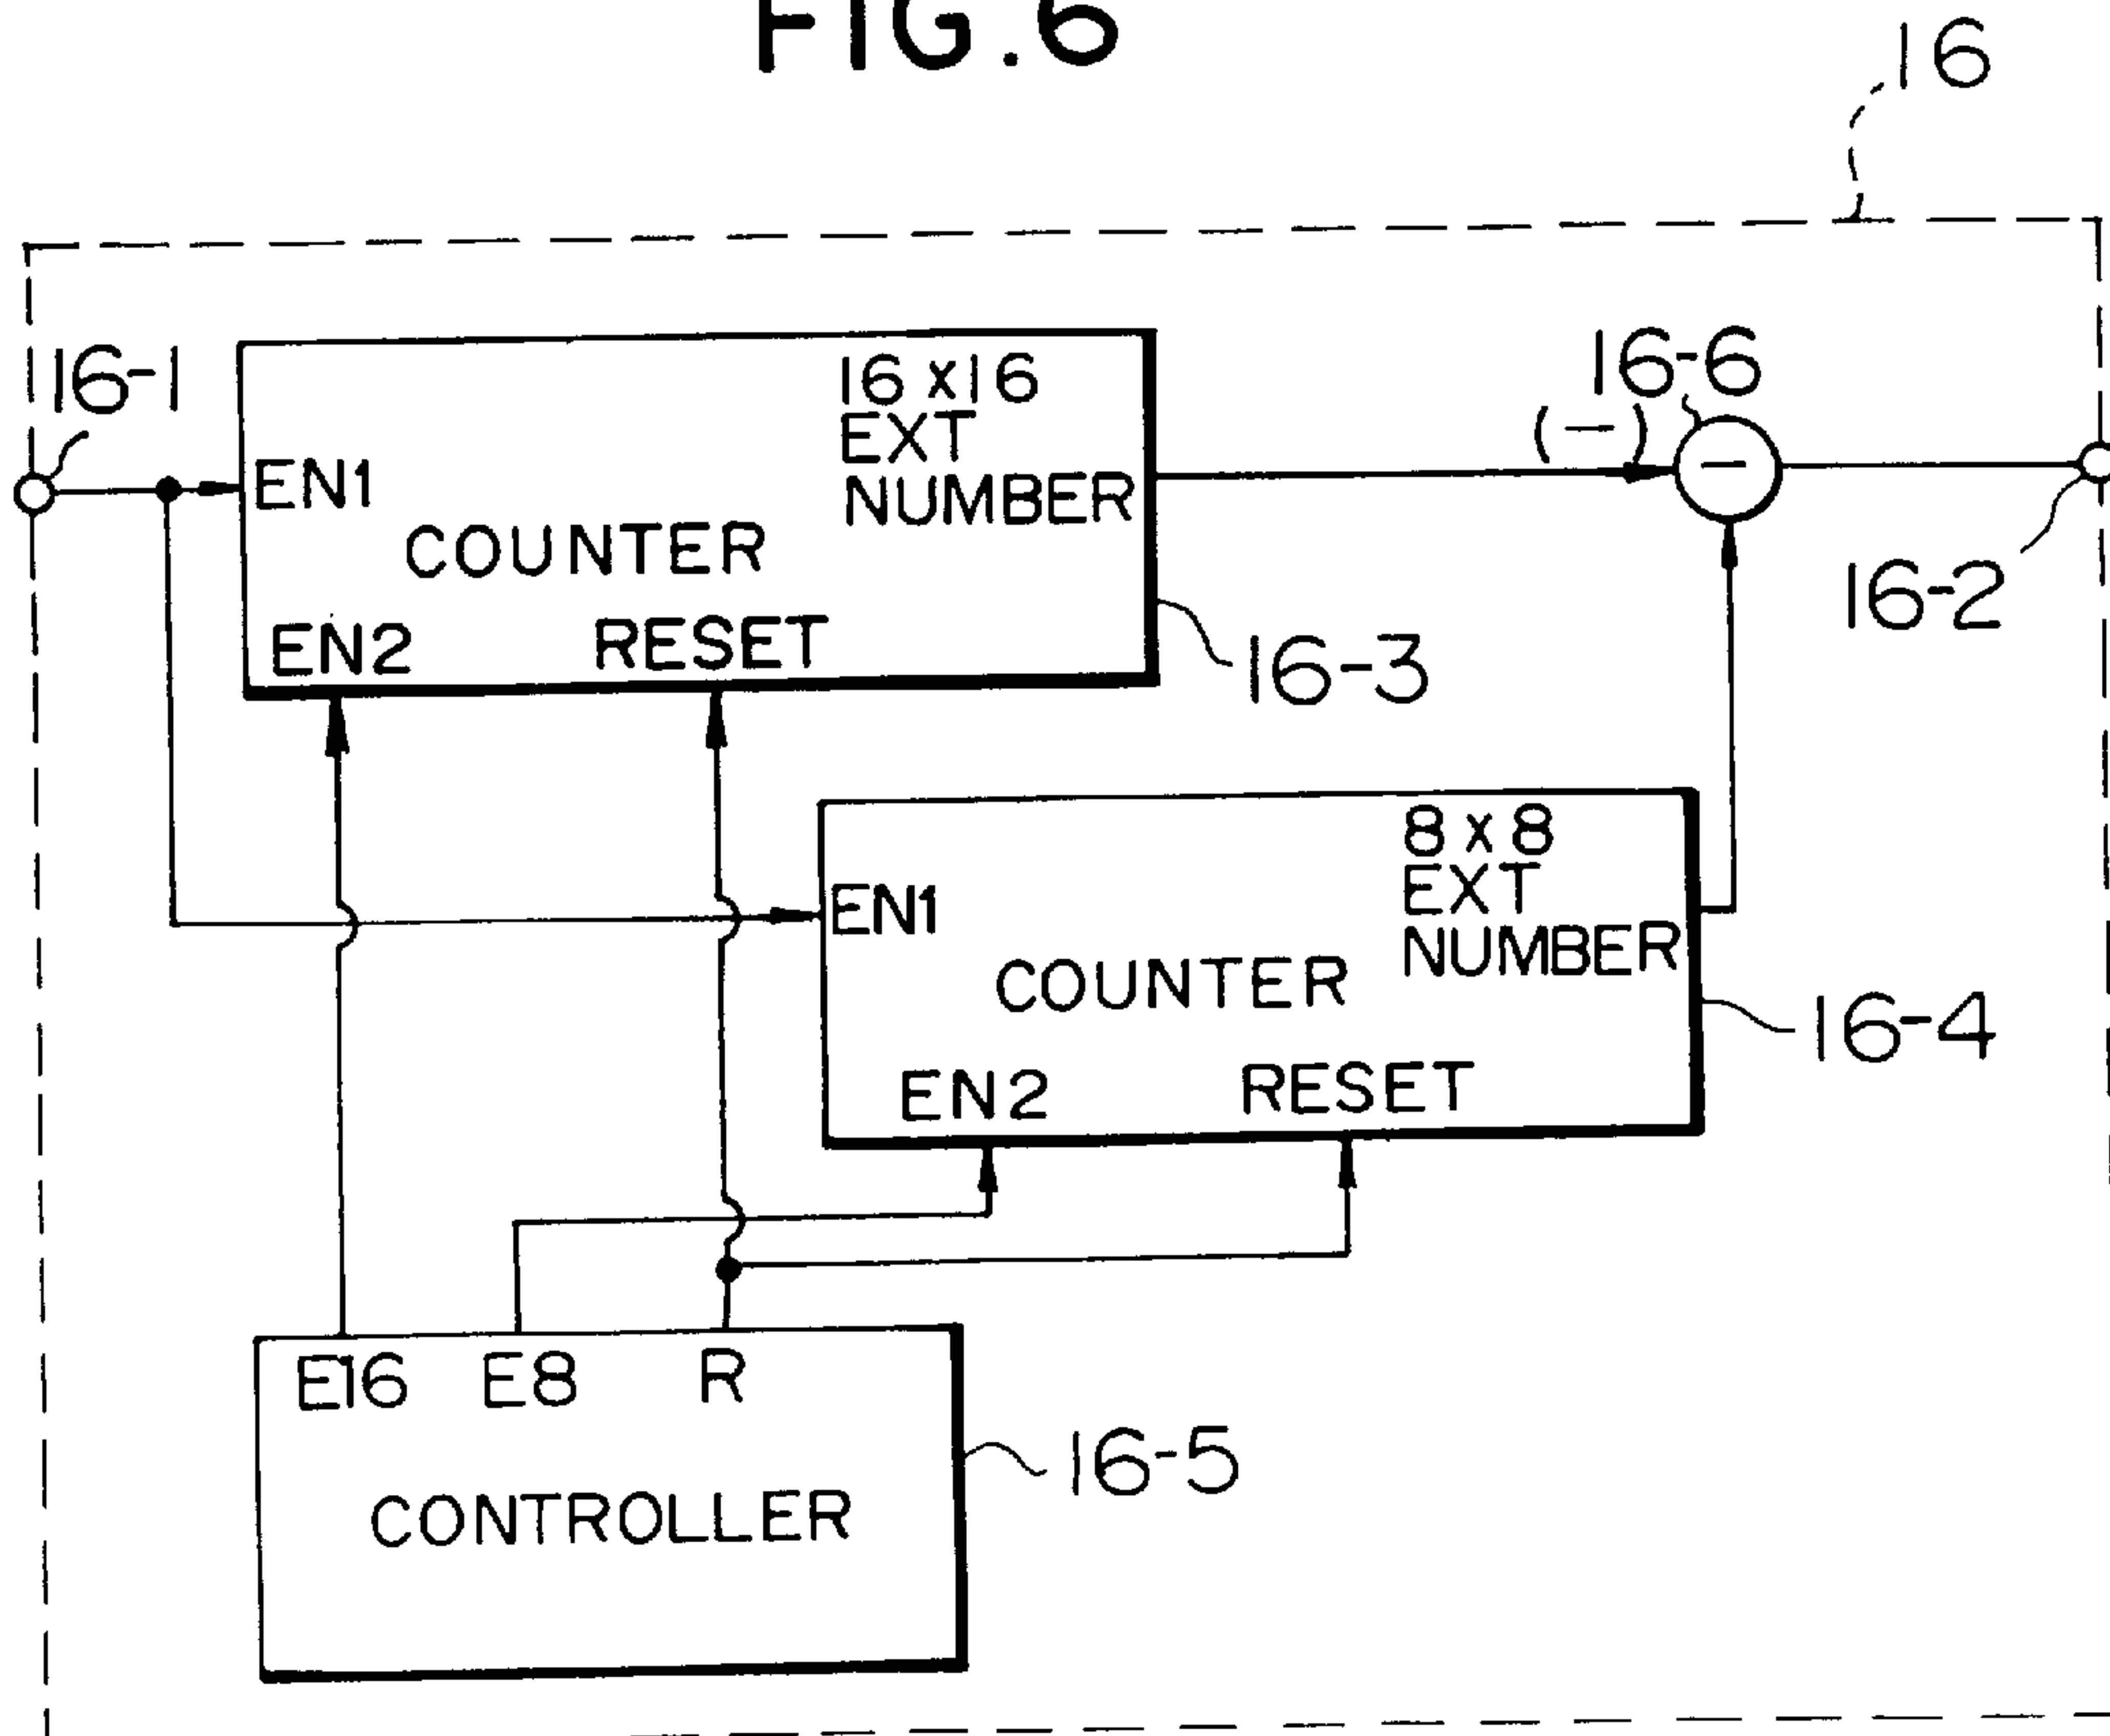 FIG.6
16
16-1
16x16
EXT
NUMBER
EN1
COUNTER
EN2 RESET
16-6
(-)
-
16-2
16-3
8x8
EXT
NUMBER
EN1
COUNTER
EN2 RESET
16-4
E16 E8 R
CONTROLLER
16-5